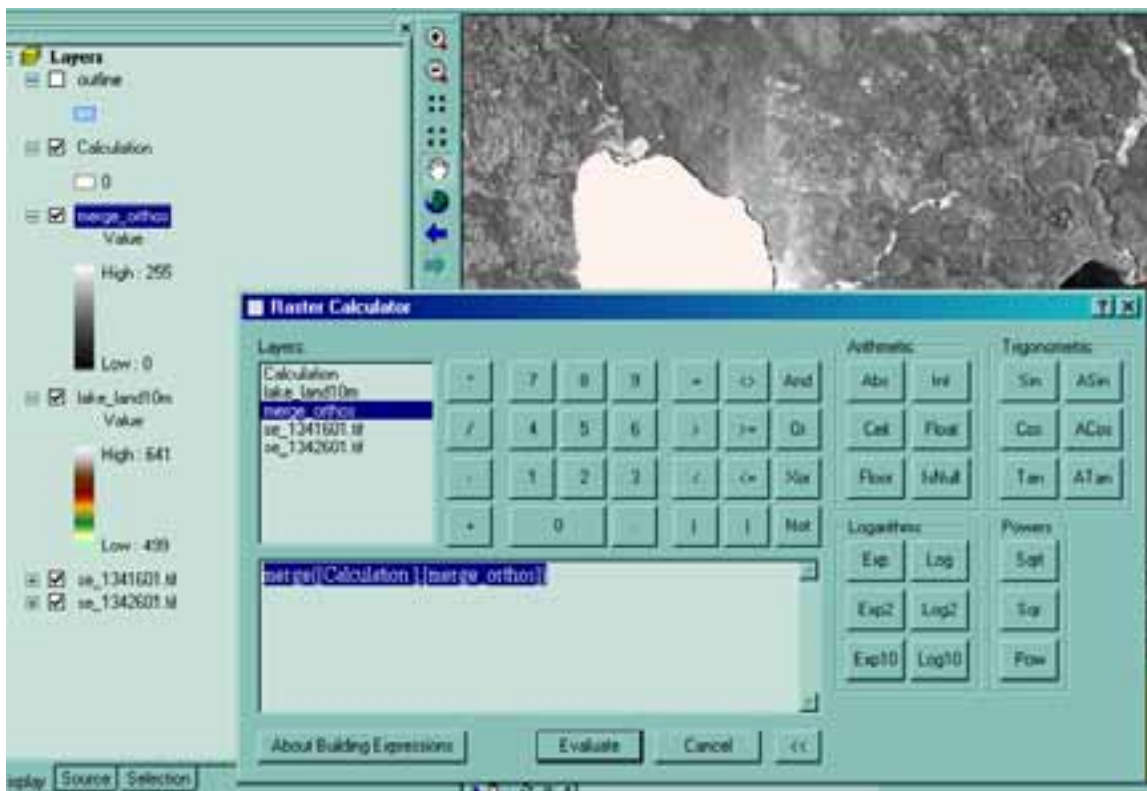 Layers
outline
Calculation
0
merge_orthos
Value
High : 255
Low : 0
lake_land10m
Value
High : 641
Low : 499
se_1341601.tif
se_1342601.tif
Display
Source
Selection
Raster Calculator
Layers:
Calculation
lake_land10m
merge_orthos
se_1341601.tif
se_1342601.tif
* 7 8 9 = <> And
/ 4 5 6 > >= Or
- 1 2 3 < <= Xor
+ 0 . ( ) Not
merge([Calculation ],[merge_orthos])
About Building Expressions
Evaluate
Cancel
<<
Arithmetic
Abs Int
Ceil Float
Floor IsNull
Trigonometric
Sin ASin
Cos ACos
Tan ATan
Logarithms
Exp Log
Exp2 Log2
Exp10 Log10
Powers
Sqrt
Sqr
Pow